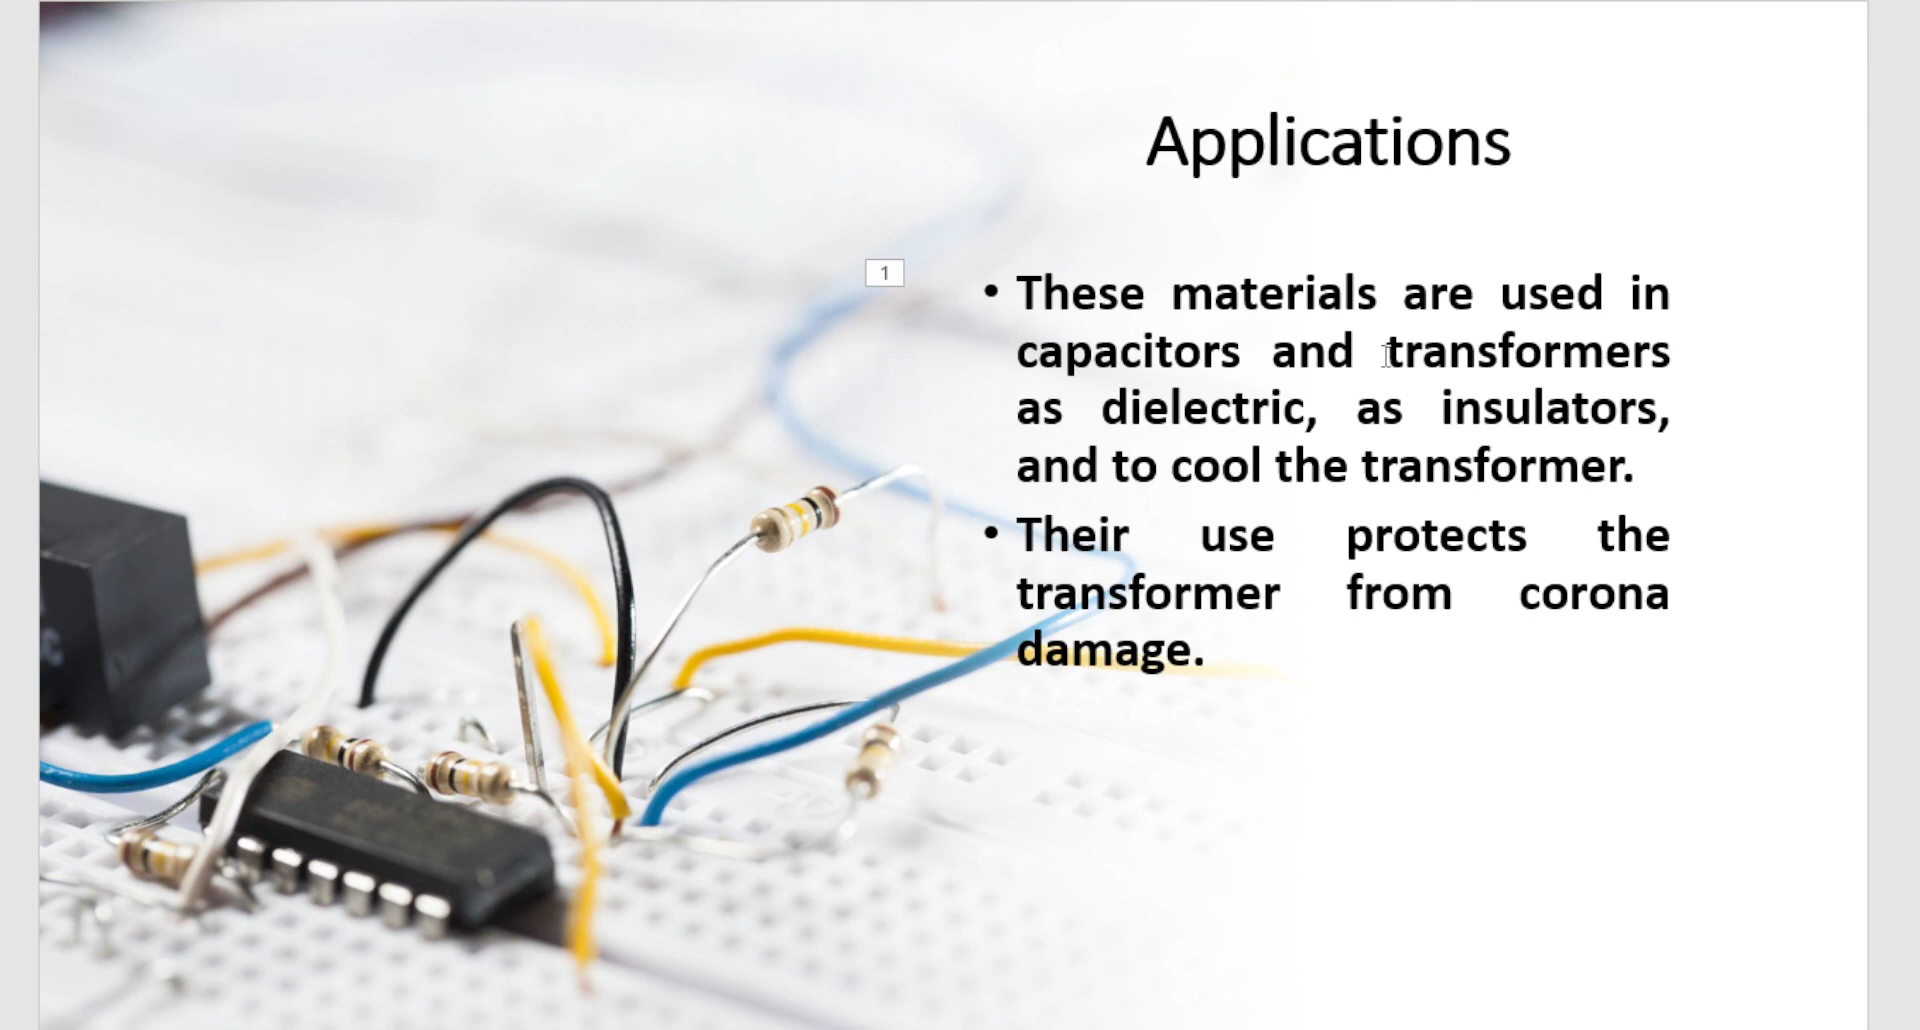 Applications
1
• These materials are used in
capacitors and transformers
as dielectric, as insulators,
and to cool the transformer.
• Their use protects the
transformer from corona
damage.